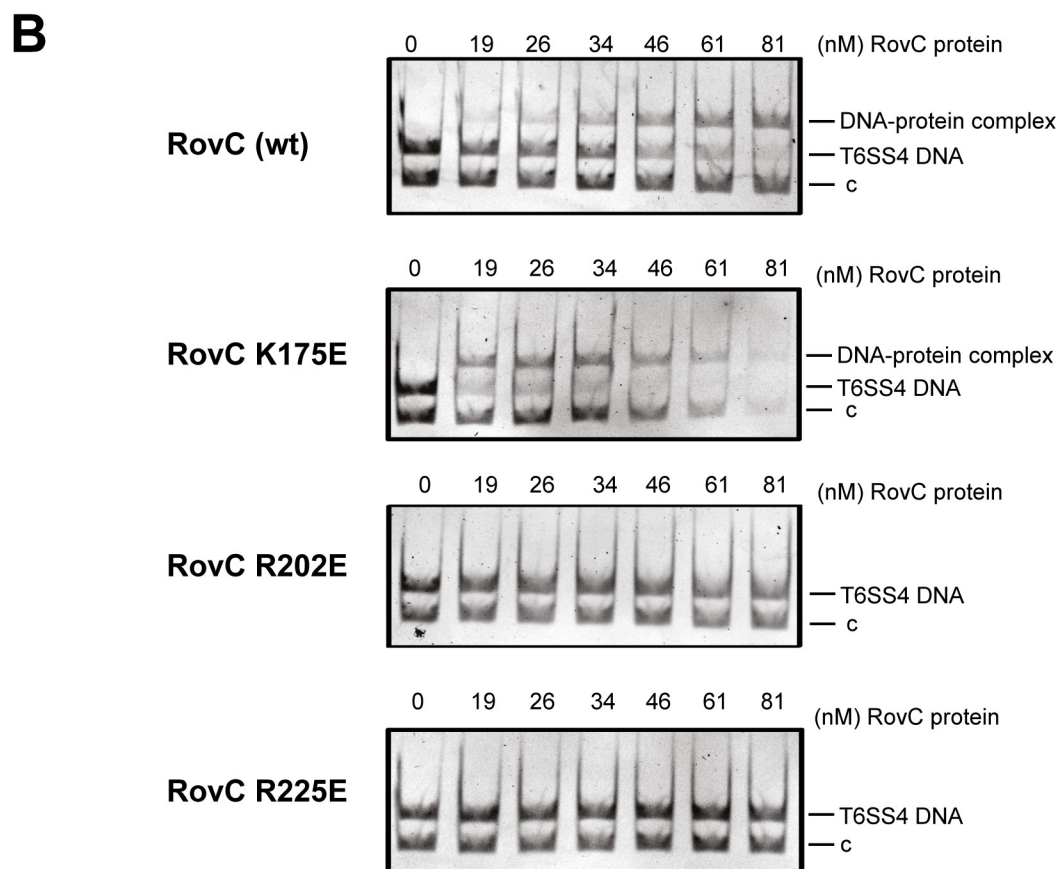 B
0 19 26 34 46 61 81 (nM) RovC protein
RovC (wt)
DNA-protein complex
T6SS4 DNA
c
0 19 26 34 46 61 81 (nM) RovC protein
RovC K175E
DNA-protein complex
T6SS4 DNA
c
0 19 26 34 46 61 81 (nM) RovC protein
RovC R202E
T6SS4 DNA
c
0 19 26 34 46 61 81 (nM) RovC protein
RovC R225E
T6SS4 DNA
c